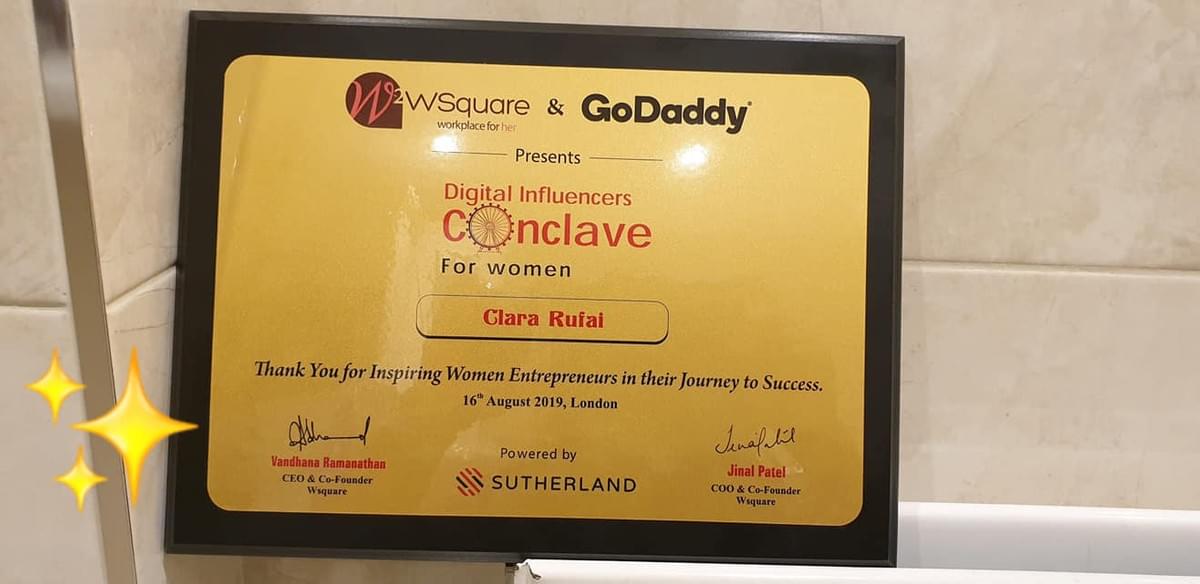 W² WSquare & GoDaddy
workplace for her
Presents
Digital Influencers
Conclave
For women
Clara Rufai
Thank You for Inspiring Women Entrepreneurs in their Journey to Success.
16th August 2019, London
Vandhana Ramanathan
CEO & Co-Founder
Wsquare
Powered by
SUTHERLAND
Jinal Patel
Jinal Patel
COO & Co-Founder
Wsquare